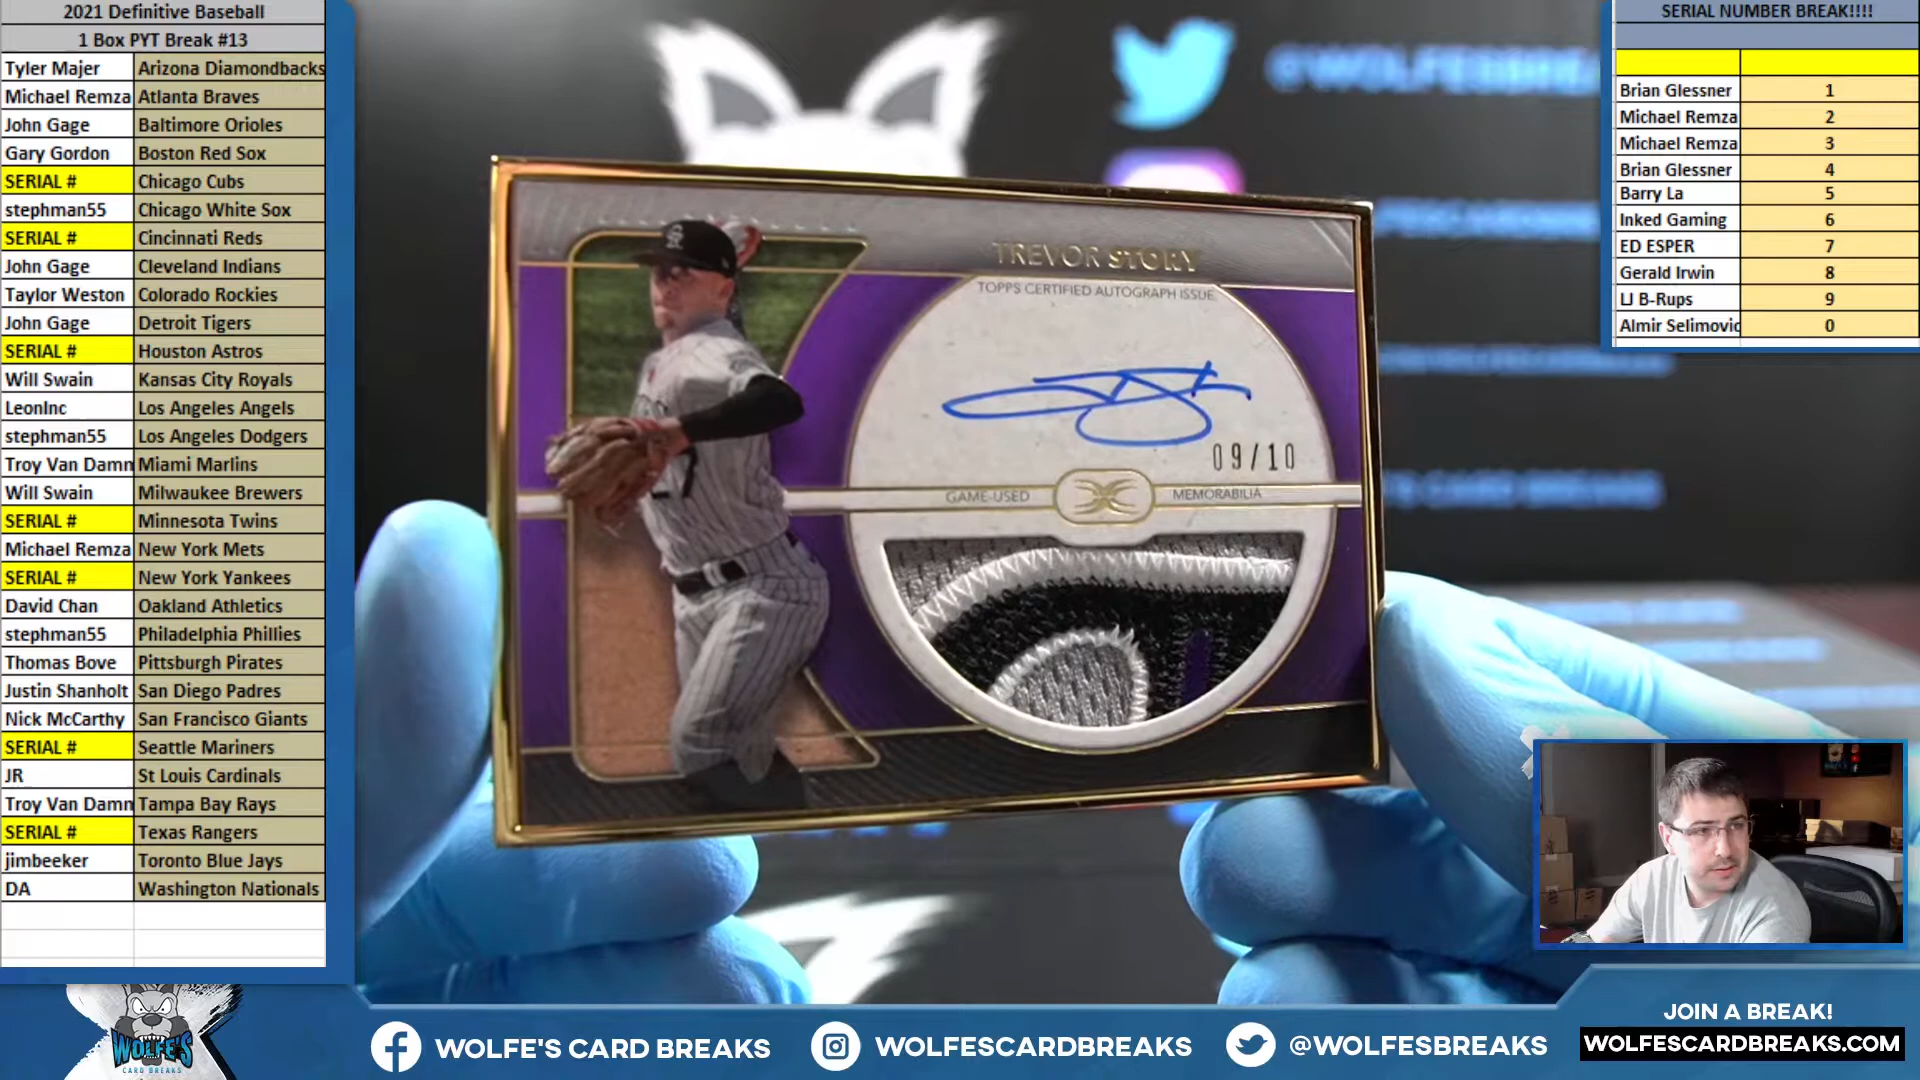 2021 Definitive Baseball
1 Box PYT Break #13
Tyler Majer Arizona Diamondbacks
Michael Remza Atlanta Braves
John Gage Baltimore Orioles
Gary Gordon Boston Red Sox
SERIAL # Chicago Cubs
stephman55 Chicago White Sox
SERIAL # Cincinnati Reds
John Gage Cleveland Indians
Taylor Weston Colorado Rockies
John Gage Detroit Tigers
SERIAL # Houston Astros
Will Swain Kansas City Royals
LeonInc Los Angeles Angels
stephman55 Los Angeles Dodgers
Troy Van Damn Miami Marlins
Will Swain Milwaukee Brewers
SERIAL # Minnesota Twins
Michael Remza New York Mets
SERIAL # New York Yankees
David Chan Oakland Athletics
stephman55 Philadelphia Phillies
Thomas Bove Pittsburgh Pirates
Justin Shanholt San Diego Padres
Nick McCarthy San Francisco Giants
SERIAL # Seattle Mariners
JR St Louis Cardinals
Troy Van Damn Tampa Bay Rays
SERIAL # Texas Rangers
jimbeeker Toronto Blue Jays
DA Washington Nationals
TREVOR STORY
TOPPS CERTIFIED AUTOGRAPH ISSUE
09/10
GAME-USED MEMORABILIA
27
SERIAL NUMBER BREAK!!!!
Brian Glessner 1
Michael Remza 2
Michael Remza 3
Brian Glessner 4
Barry La 5
Inked Gaming 6
ED ESPER 7
Gerald Irwin 8
LJ B-Rups 9
Almir Selimovic 0
WOLFE'S
CARD BREAKS
WOLFE'S CARD BREAKS
WOLFESCARDBREAKS
@WOLFESBREAKS
JOIN A BREAK!
WOLFESCARDBREAKS.COM